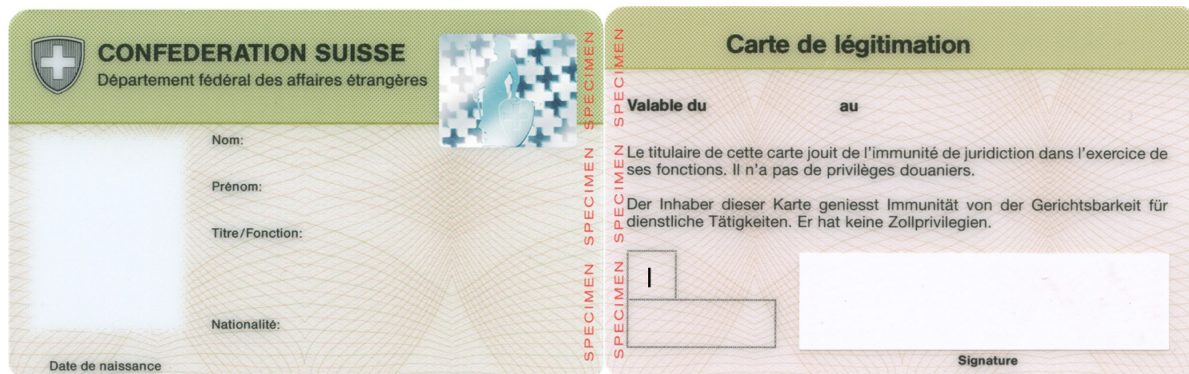 CONFEDERATION SUISSE
Département fédéral des affaires étrangères
Nom:
Prénom:
Titre/Fonction:
Nationalité:
Date de naissance
SPECIMEN SPECIMEN SPECIMEN
SPECIMEN SPECIMEN SPECIMEN
Carte de légitimation
Valable du au
Le titulaire de cette carte jouit de l'immunité de juridiction dans l'exercice de
ses fonctions. Il n'a pas de privilèges douaniers.
Der Inhaber dieser Karte geniesst Immunität von der Gerichtsbarkeit für
dienstliche Tätigkeiten. Er hat keine Zollprivilegien.
I
Signature